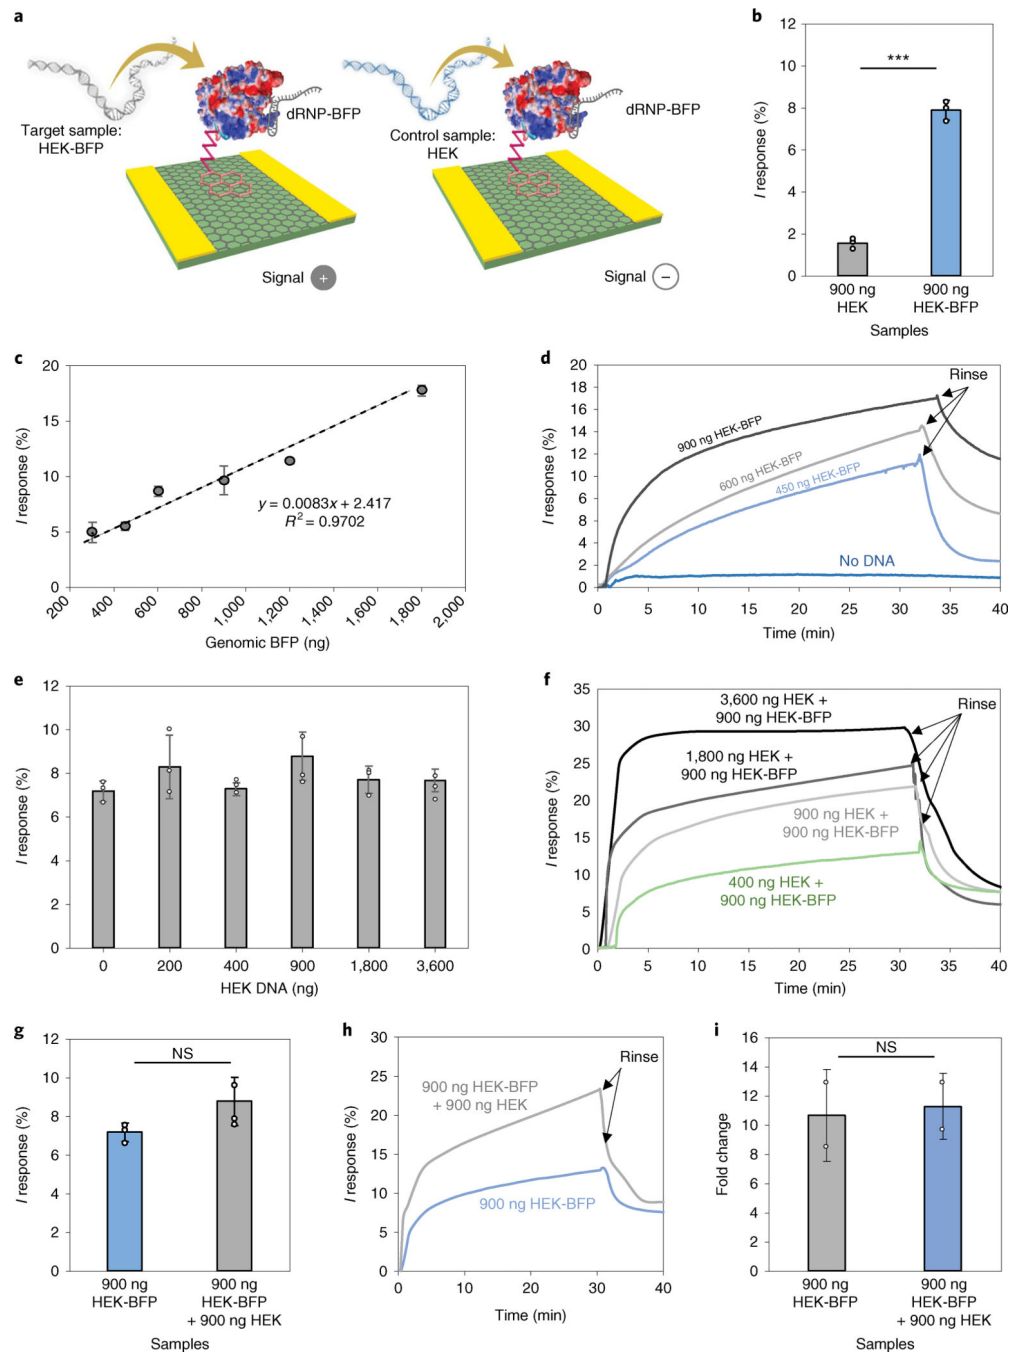 a
Target sample:
HEK-BFP
dRNP-BFP
Signal +
Control sample:
HEK
dRNP-BFP
Signal −
b
12
10
8
6
4
2
0
I response (%)
***
900 ng
HEK
900 ng
HEK-BFP
Samples
c
20
15
10
5
0
I response (%)
y = 0.0083x + 2.417
R² = 0.9702
200
400
600
800
1,000
1,200
1,400
1,600
1,800
2,000
Genomic BFP (ng)
d
20
18
16
14
12
10
8
6
4
2
0
I response (%)
Rinse
900 ng HEK-BFP
600 ng HEK-BFP
450 ng HEK-BFP
No DNA
0 5 10 15 20 25 30 35 40
Time (min)
e
12
10
8
6
4
2
0
I response (%)
0 200 400 900 1,800 3,600
HEK DNA (ng)
f
35
30
25
20
15
10
5
0
I response (%)
3,600 ng HEK +
900 ng HEK-BFP
Rinse
1,800 ng HEK +
900 ng HEK-BFP
900 ng HEK +
900 ng HEK-BFP
400 ng HEK +
900 ng HEK-BFP
0 5 10 15 20 25 30 35 40
Time (min)
g
12
10
8
6
4
2
0
I response (%)
NS
900 ng
HEK-BFP
900 ng
HEK-BFP
+ 900 ng HEK
Samples
h
30
25
20
15
10
5
0
I response (%)
Rinse
900 ng HEK-BFP
+ 900 ng HEK
900 ng HEK-BFP
0 10 20 30 40
Time (min)
i
16
14
12
10
8
6
4
2
0
Fold change
NS
900 ng
HEK-BFP
900 ng
HEK-BFP
+ 900 ng HEK
Samples